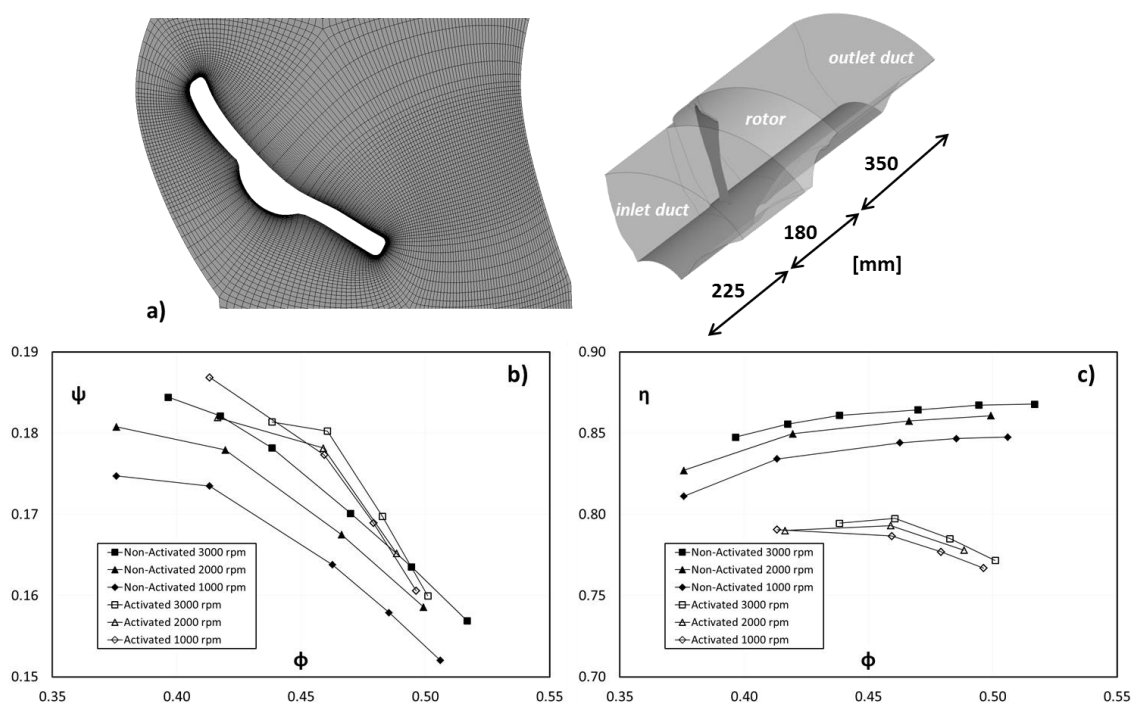 outlet duct
rotor
inlet duct
350
180
[mm]
225
a)
0.19
0.18
0.17
0.16
0.15
ψ
b)
Non-Activated 3000 rpm
Non-Activated 2000 rpm
Non-Activated 1000 rpm
Activated 3000 rpm
Activated 2000 rpm
Activated 1000 rpm
ϕ
0.35 0.40 0.45 0.50 0.55
0.90
0.85
0.80
0.75
0.70
η
c)
Non-Activated 3000 rpm
Non-Activated 2000 rpm
Non-Activated 1000 rpm
Activated 3000 rpm
Activated 2000 rpm
Activated 1000 rpm
ϕ
0.35 0.40 0.45 0.50 0.55